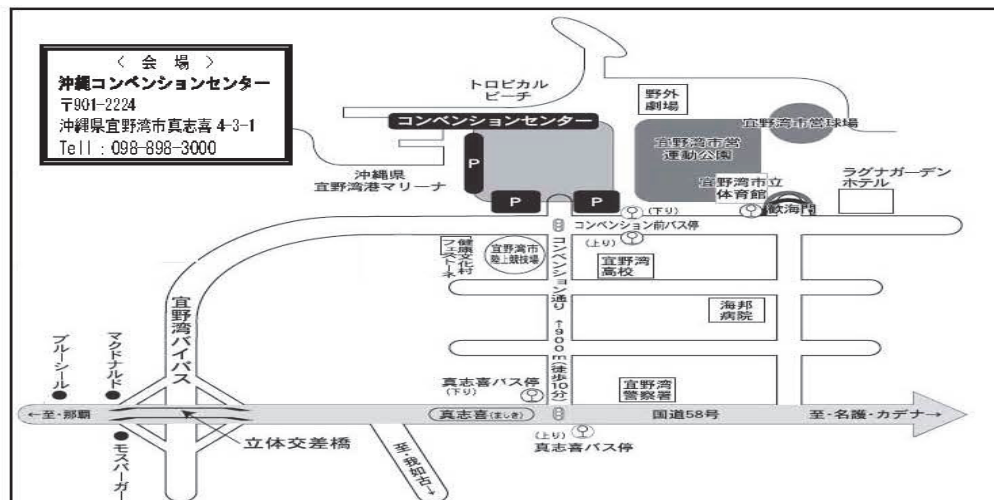 〈 会 場 〉
沖縄コンベンションセンター
〒901-2224
沖縄県宜野湾市真志喜 4-3-1
Tell : 098-898-3000
トロピカル
ビーチ
コンベンションセンター
P
P
P
野外
劇場
宜野湾市営球場
宜野湾市営
運動公園
宜野湾市立
体育館
歓海門
ラグナガーデン
ホテル
沖縄県
宜野湾港マリーナ
(下り)
コンベンション前バス停
(上り)
健康文化村
フェストーネ
宜野湾市
陸上競技場
宜野湾
高校
コンベンション通り ↑900m(徒歩10分)
海邦
病院
宜野湾バイパス
ブルーシール
マクドナルド
真志喜バス停
(下り)
宜野湾
警察署
←至・那覇
真志喜(ましき)
国道58号
至・名護・カデナ→
立体交差橋
(上り)
真志喜バス停
モスバーガー
至・我如古→